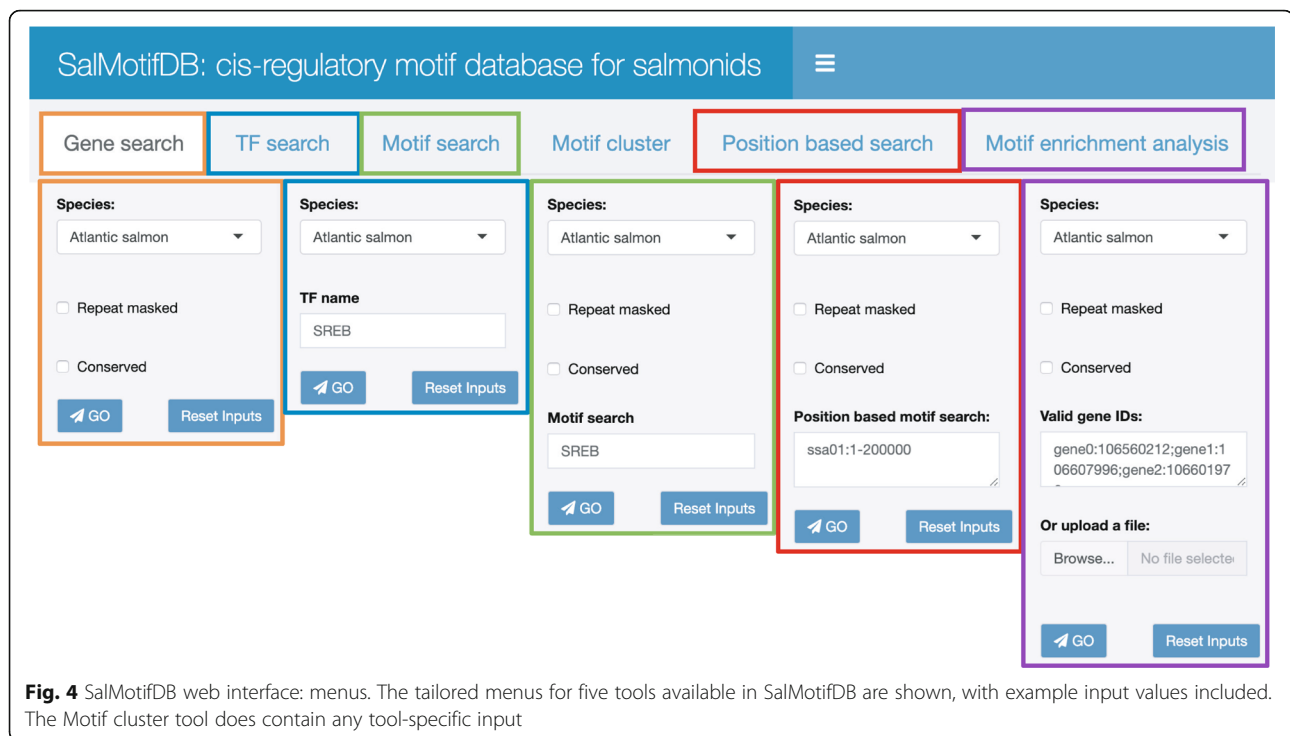 SalMotifDB: cis-regulatory motif database for salmonids
Gene search
TF search
Motif search
Motif cluster
Position based search
Motif enrichment analysis
Species:
Atlantic salmon
Repeat masked
Conserved
GO
Reset Inputs
Species:
Atlantic salmon
TF name
SREB
GO
Reset Inputs
Species:
Atlantic salmon
Repeat masked
Conserved
Motif search
SREB
GO
Reset Inputs
Species:
Atlantic salmon
Repeat masked
Conserved
Position based motif search:
ssa01:1-200000
GO
Reset Inputs
Species:
Atlantic salmon
Repeat masked
Conserved
Valid gene IDs:
gene0:106560212;gene1:1
06607996;gene2:10660197
Or upload a file:
Browse...
No file selecte
GO
Reset Inputs
Fig. 4 SalMotifDB web interface: menus. The tailored menus for five tools available in SalMotifDB are shown, with example input values included.
The Motif cluster tool does contain any tool-specific input